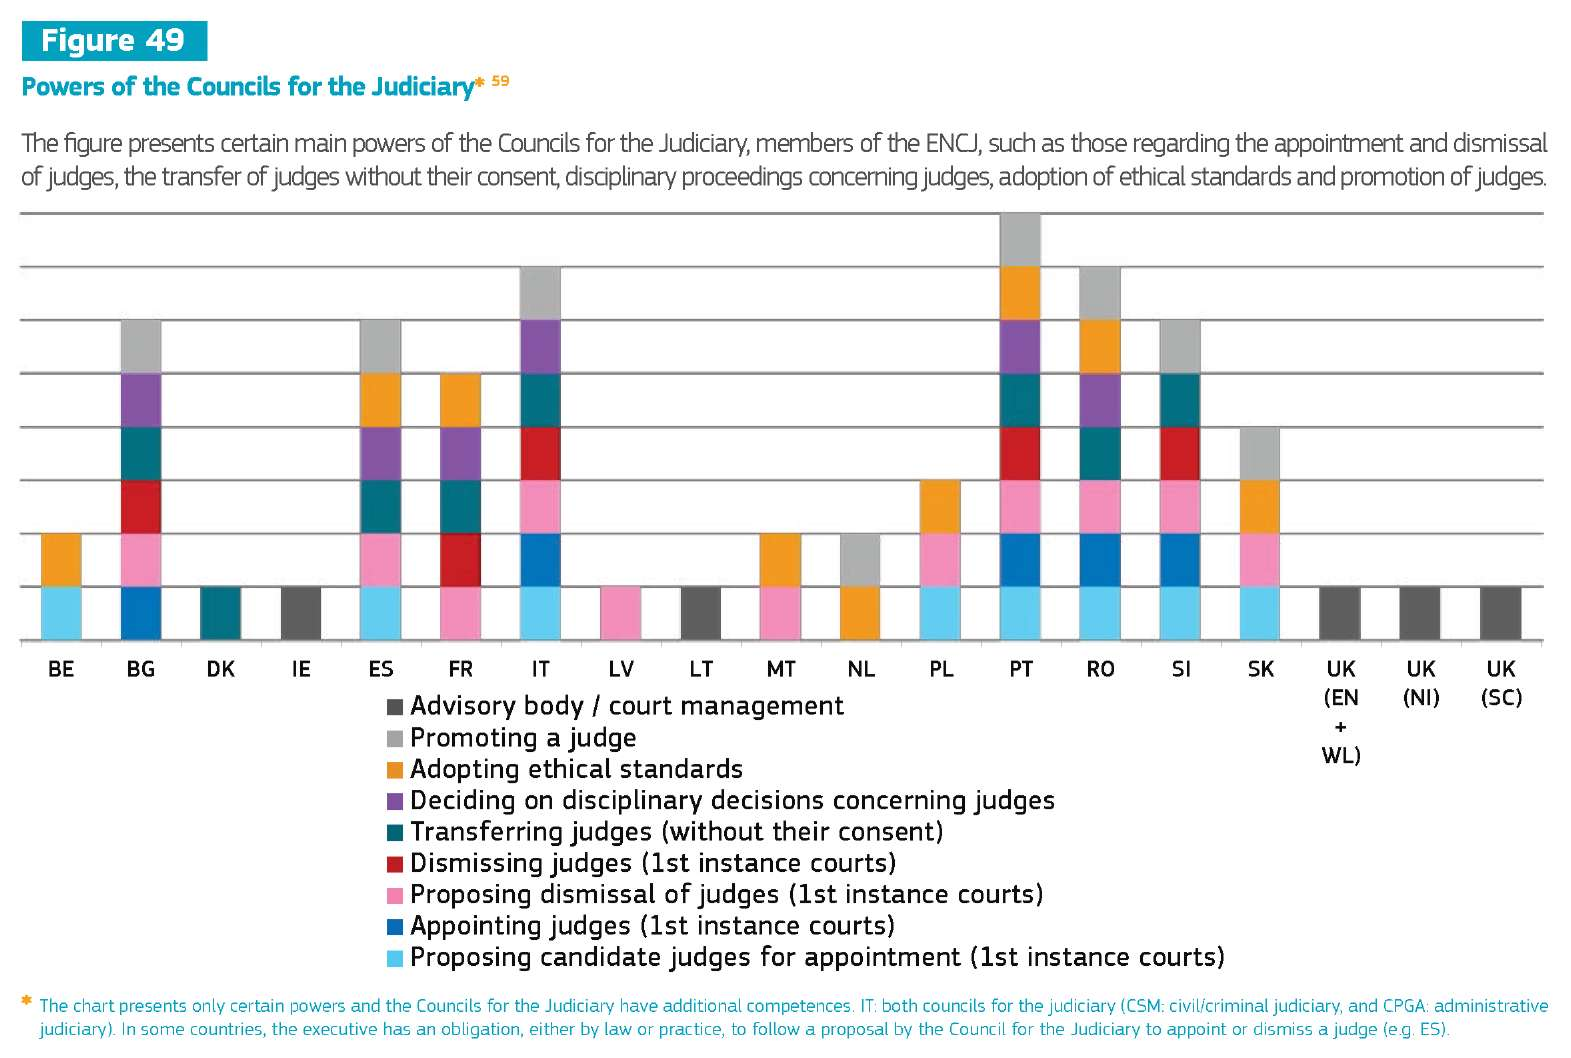 Figure 49
Powers of the Councils for the Judiciary* 59
The figure presents certain main powers of the Councils for the Judiciary, members of the ENCJ, such as those regarding the appointment and dismissal
of judges, the transfer of judges without their consent, disciplinary proceedings concerning judges, adoption of ethical standards and promotion of judges.
BE BG DK IE ES FR IT LV LT MT NL PL PT RO SI SK UK UK UK
(EN (NI) (SC)
+
WL)
Advisory body / court management
Promoting a judge
Adopting ethical standards
Deciding on disciplinary decisions concerning judges
Transferring judges (without their consent)
Dismissing judges (1st instance courts)
Proposing dismissal of judges (1st instance courts)
Appointing judges (1st instance courts)
Proposing candidate judges for appointment (1st instance courts)
* The chart presents only certain powers and the Councils for the Judiciary have additional competences. IT: both councils for the judiciary (CSM: civil/criminal judiciary, and CPGA: administrative
judiciary). In some countries, the executive has an obligation, either by law or practice, to follow a proposal by the Council for the Judiciary to appoint or dismiss a judge (e.g. ES).